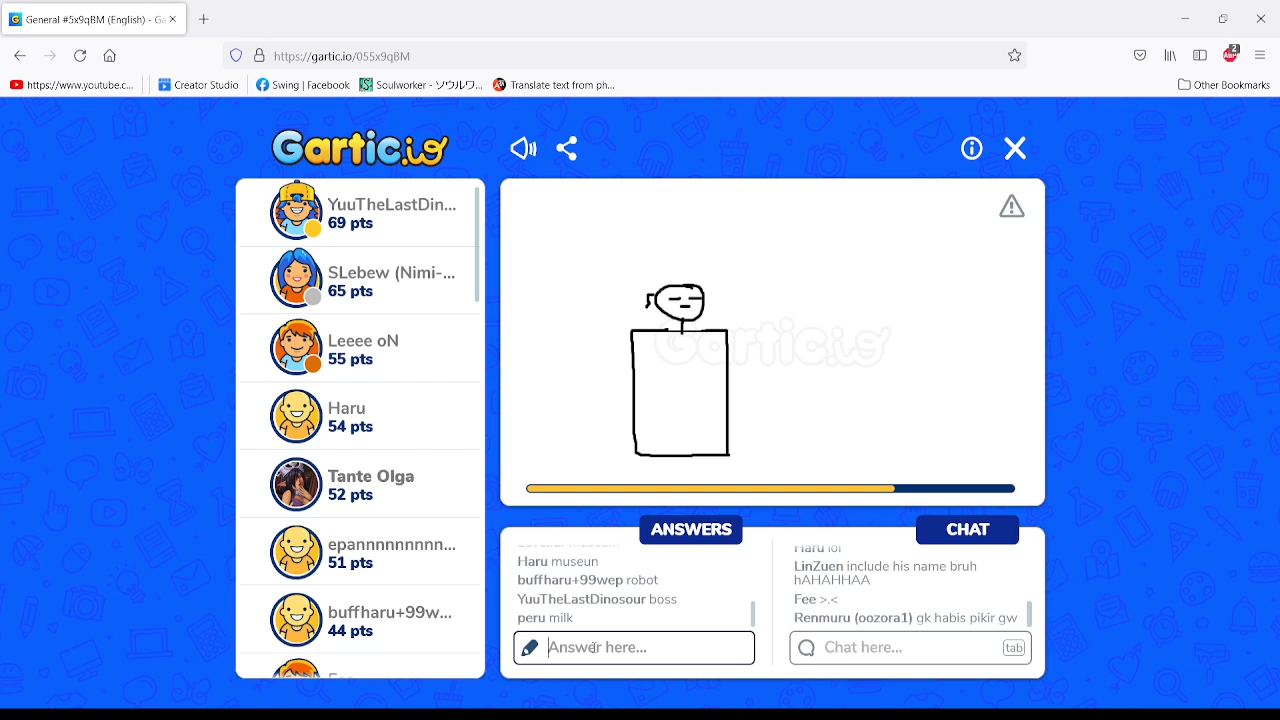 General #5x9qBM (English) - Ga
https://gartic.io/055x9qBM
2
https://www.youtube.c...
Creator Studio
Swing | Facebook
Soulworker - ソウルワ...
Translate text from ph...
Other Bookmarks
Gartic.io
YuuTheLastDin...
69 pts
SLebew (Nimi-...
65 pts
Leeee oN
55 pts
Haru
54 pts
Tante Olga
52 pts
epannnnnnnnn...
51 pts
buffharu+99w...
44 pts
Gartic.io
ANSWERS
Haru museun
buffharu+99wep robot
YuuTheLastDinosour boss
peru milk
Answer here...
CHAT
Haru lol
LinZuen include his name bruh
hAHAHHAA
Fee >.<
Renmuru (oozora1) gk habis pikir gw
Chat here...
tab